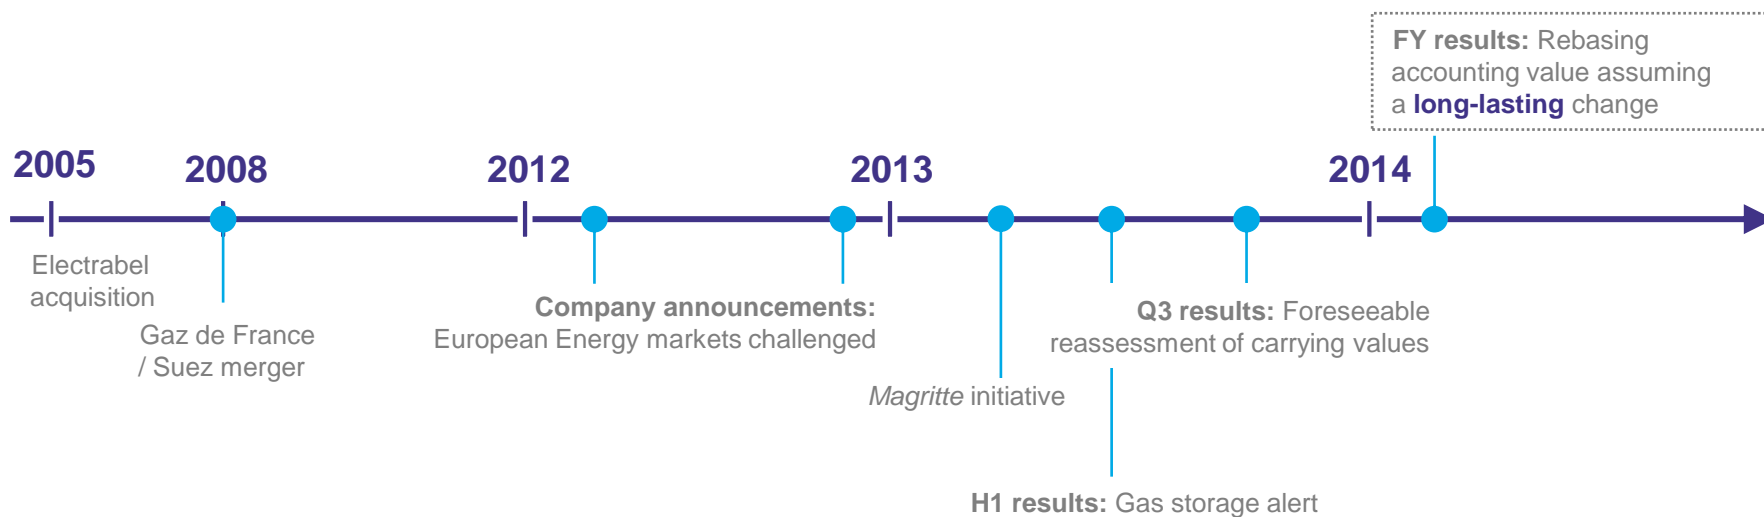 FY results: Rebasing
accounting value assuming
a long-lasting change
2005
2008
2012
2013
2014
Electrabel
acquisition
Gaz de France
/ Suez merger
Company announcements:
European Energy markets challenged
Magritte initiative
Q3 results: Foreseeable
reassessment of carrying values
H1 results: Gas storage alert